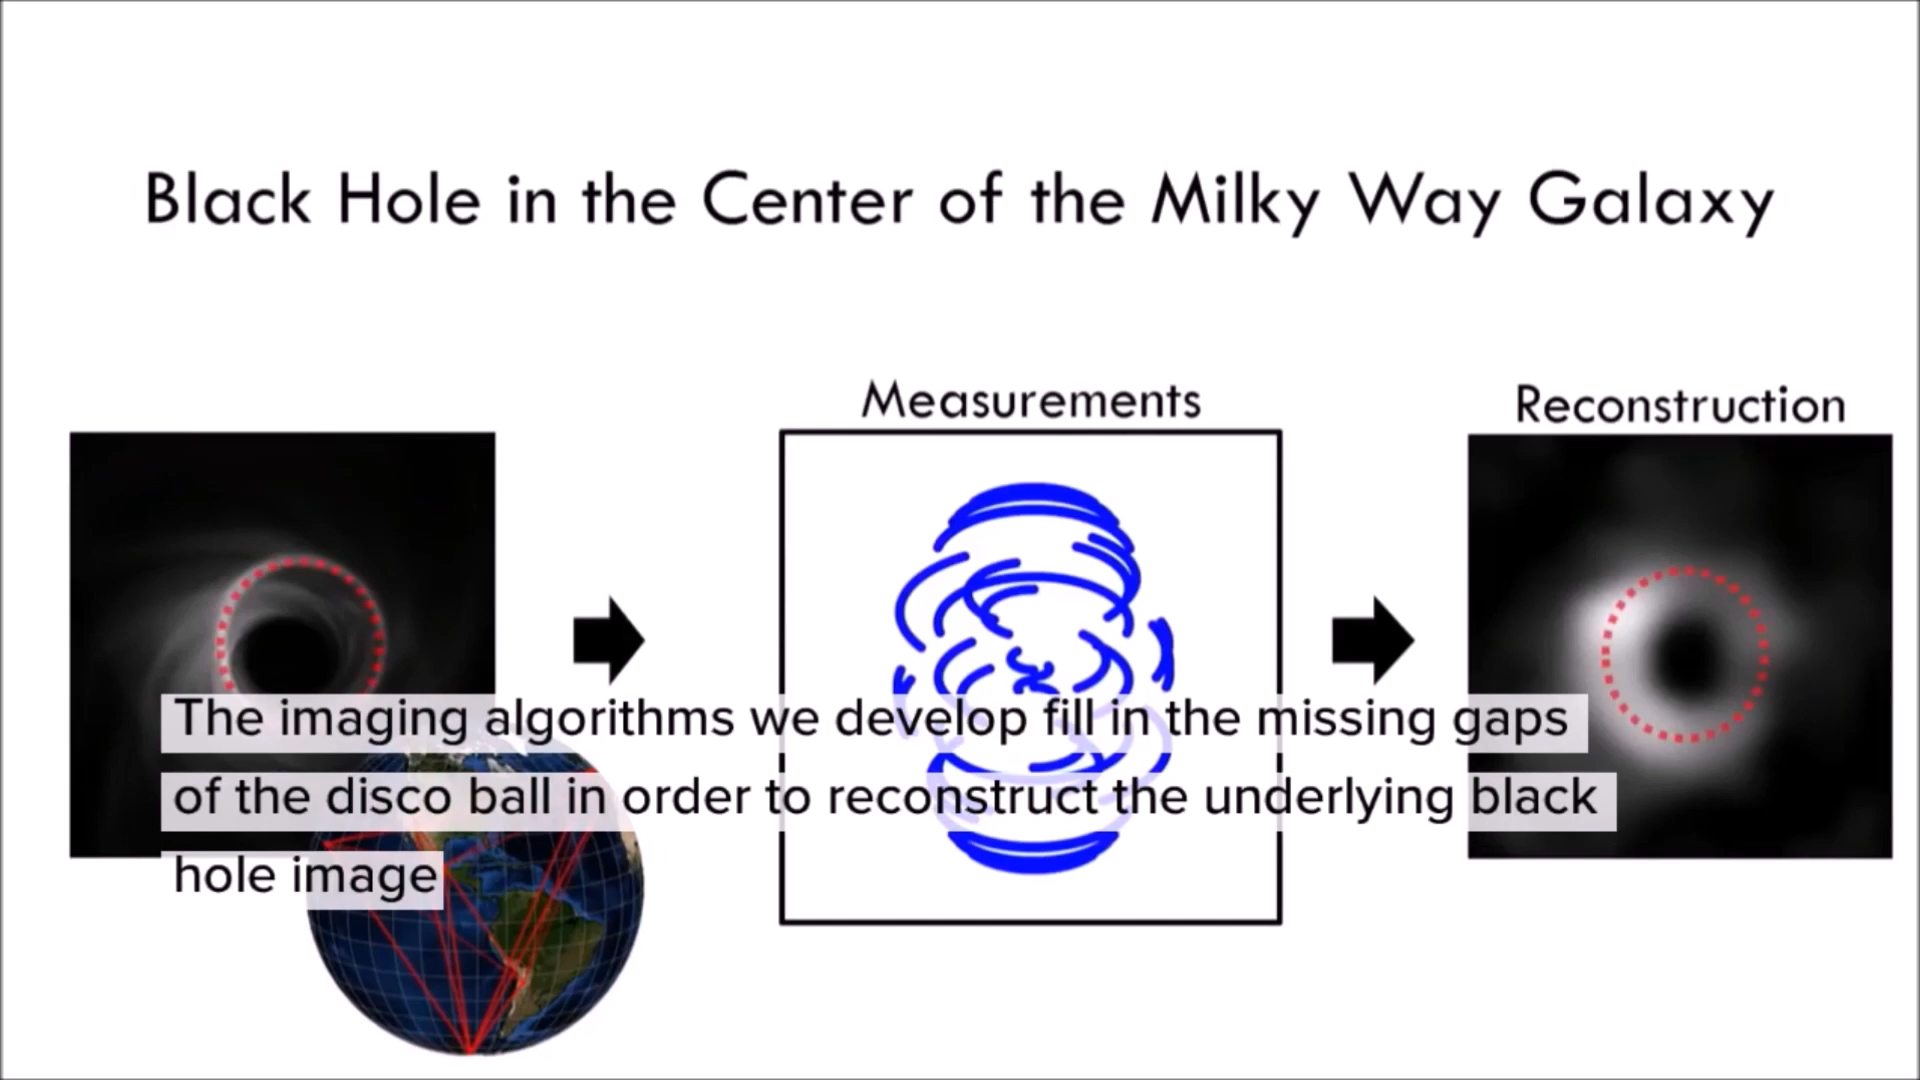 Black Hole in the Center of the Milky Way Galaxy
Measurements
Reconstruction
The imaging algorithms we develop fill in the missing gaps
of the disco ball in order to reconstruct the underlying black
hole image